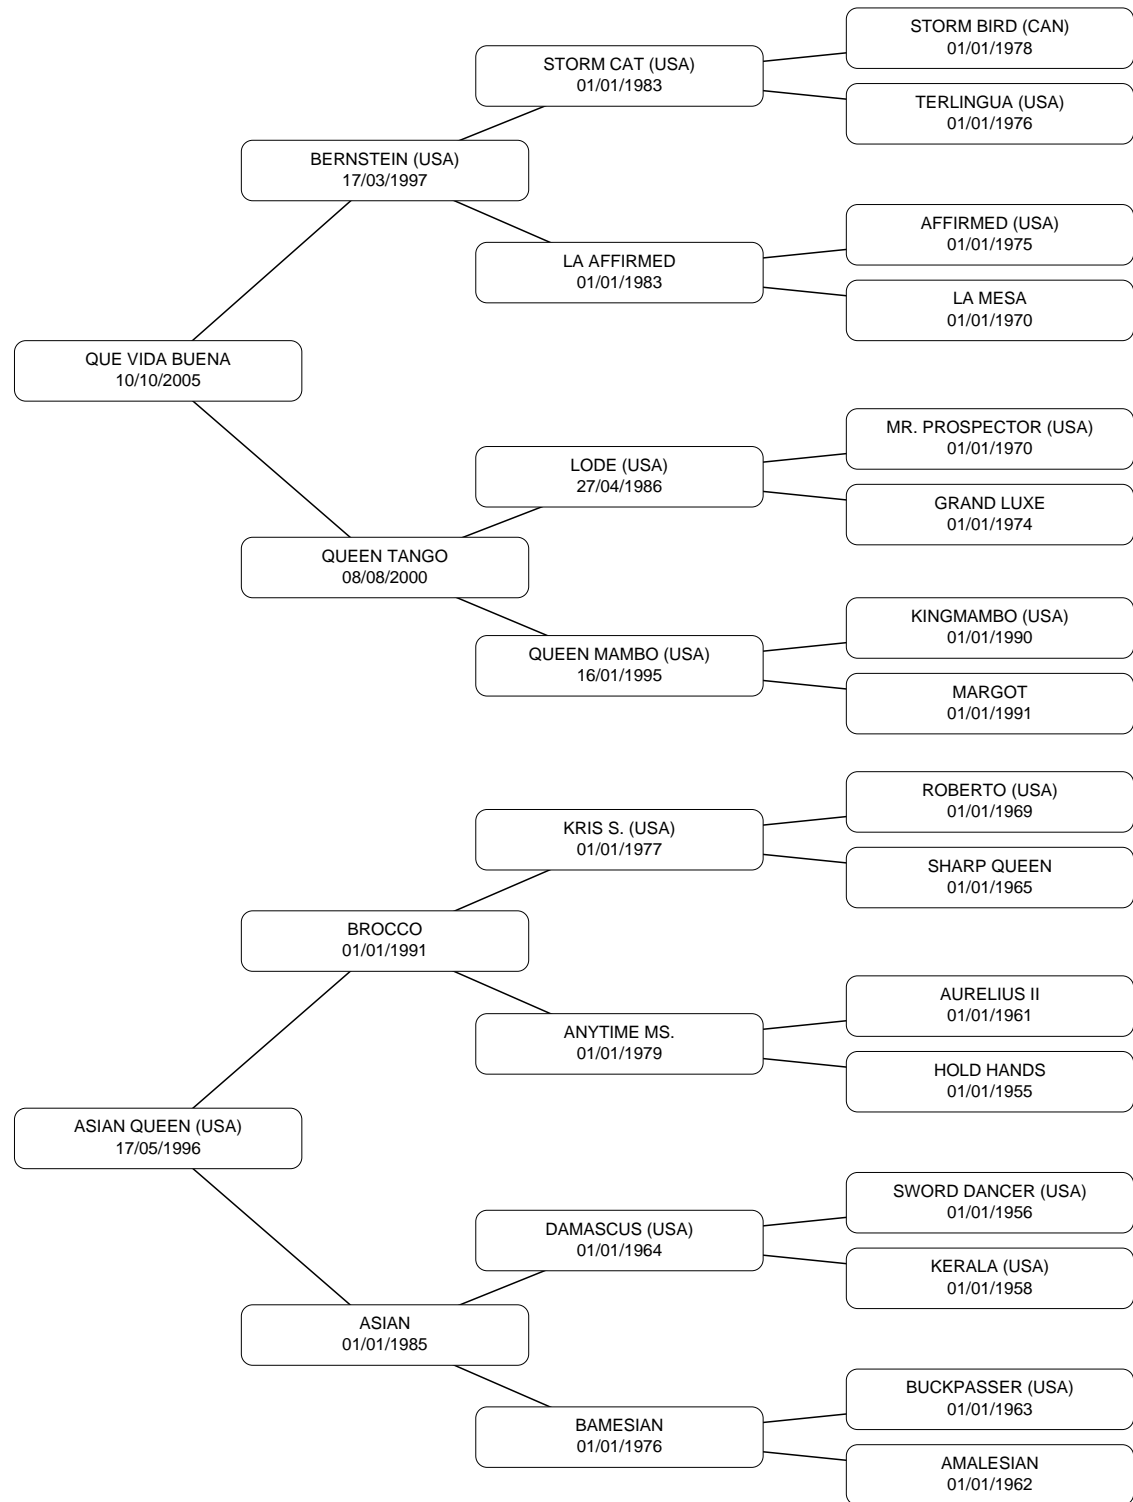 STORM BIRD (CAN)
01/01/1978
STORM CAT (USA)
01/01/1983
TERLINGUA (USA)
01/01/1976
BERNSTEIN (USA)
17/03/1997
AFFIRMED (USA)
01/01/1975
LA AFFIRMED
01/01/1983
LA MESA
01/01/1970
QUE VIDA BUENA
10/10/2005
MR. PROSPECTOR (USA)
01/01/1970
LODE (USA)
27/04/1986
GRAND LUXE
01/01/1974
QUEEN TANGO
08/08/2000
KINGMAMBO (USA)
01/01/1990
QUEEN MAMBO (USA)
16/01/1995
MARGOT
01/01/1991
ROBERTO (USA)
01/01/1969
KRIS S. (USA)
01/01/1977
SHARP QUEEN
01/01/1965
BROCCO
01/01/1991
AURELIUS II
01/01/1961
ANYTIME MS.
01/01/1979
HOLD HANDS
01/01/1955
ASIAN QUEEN (USA)
17/05/1996
SWORD DANCER (USA)
01/01/1956
DAMASCUS (USA)
01/01/1964
KERALA (USA)
01/01/1958
ASIAN
01/01/1985
BUCKPASSER (USA)
01/01/1963
BAMESIAN
01/01/1976
AMALESIAN
01/01/1962